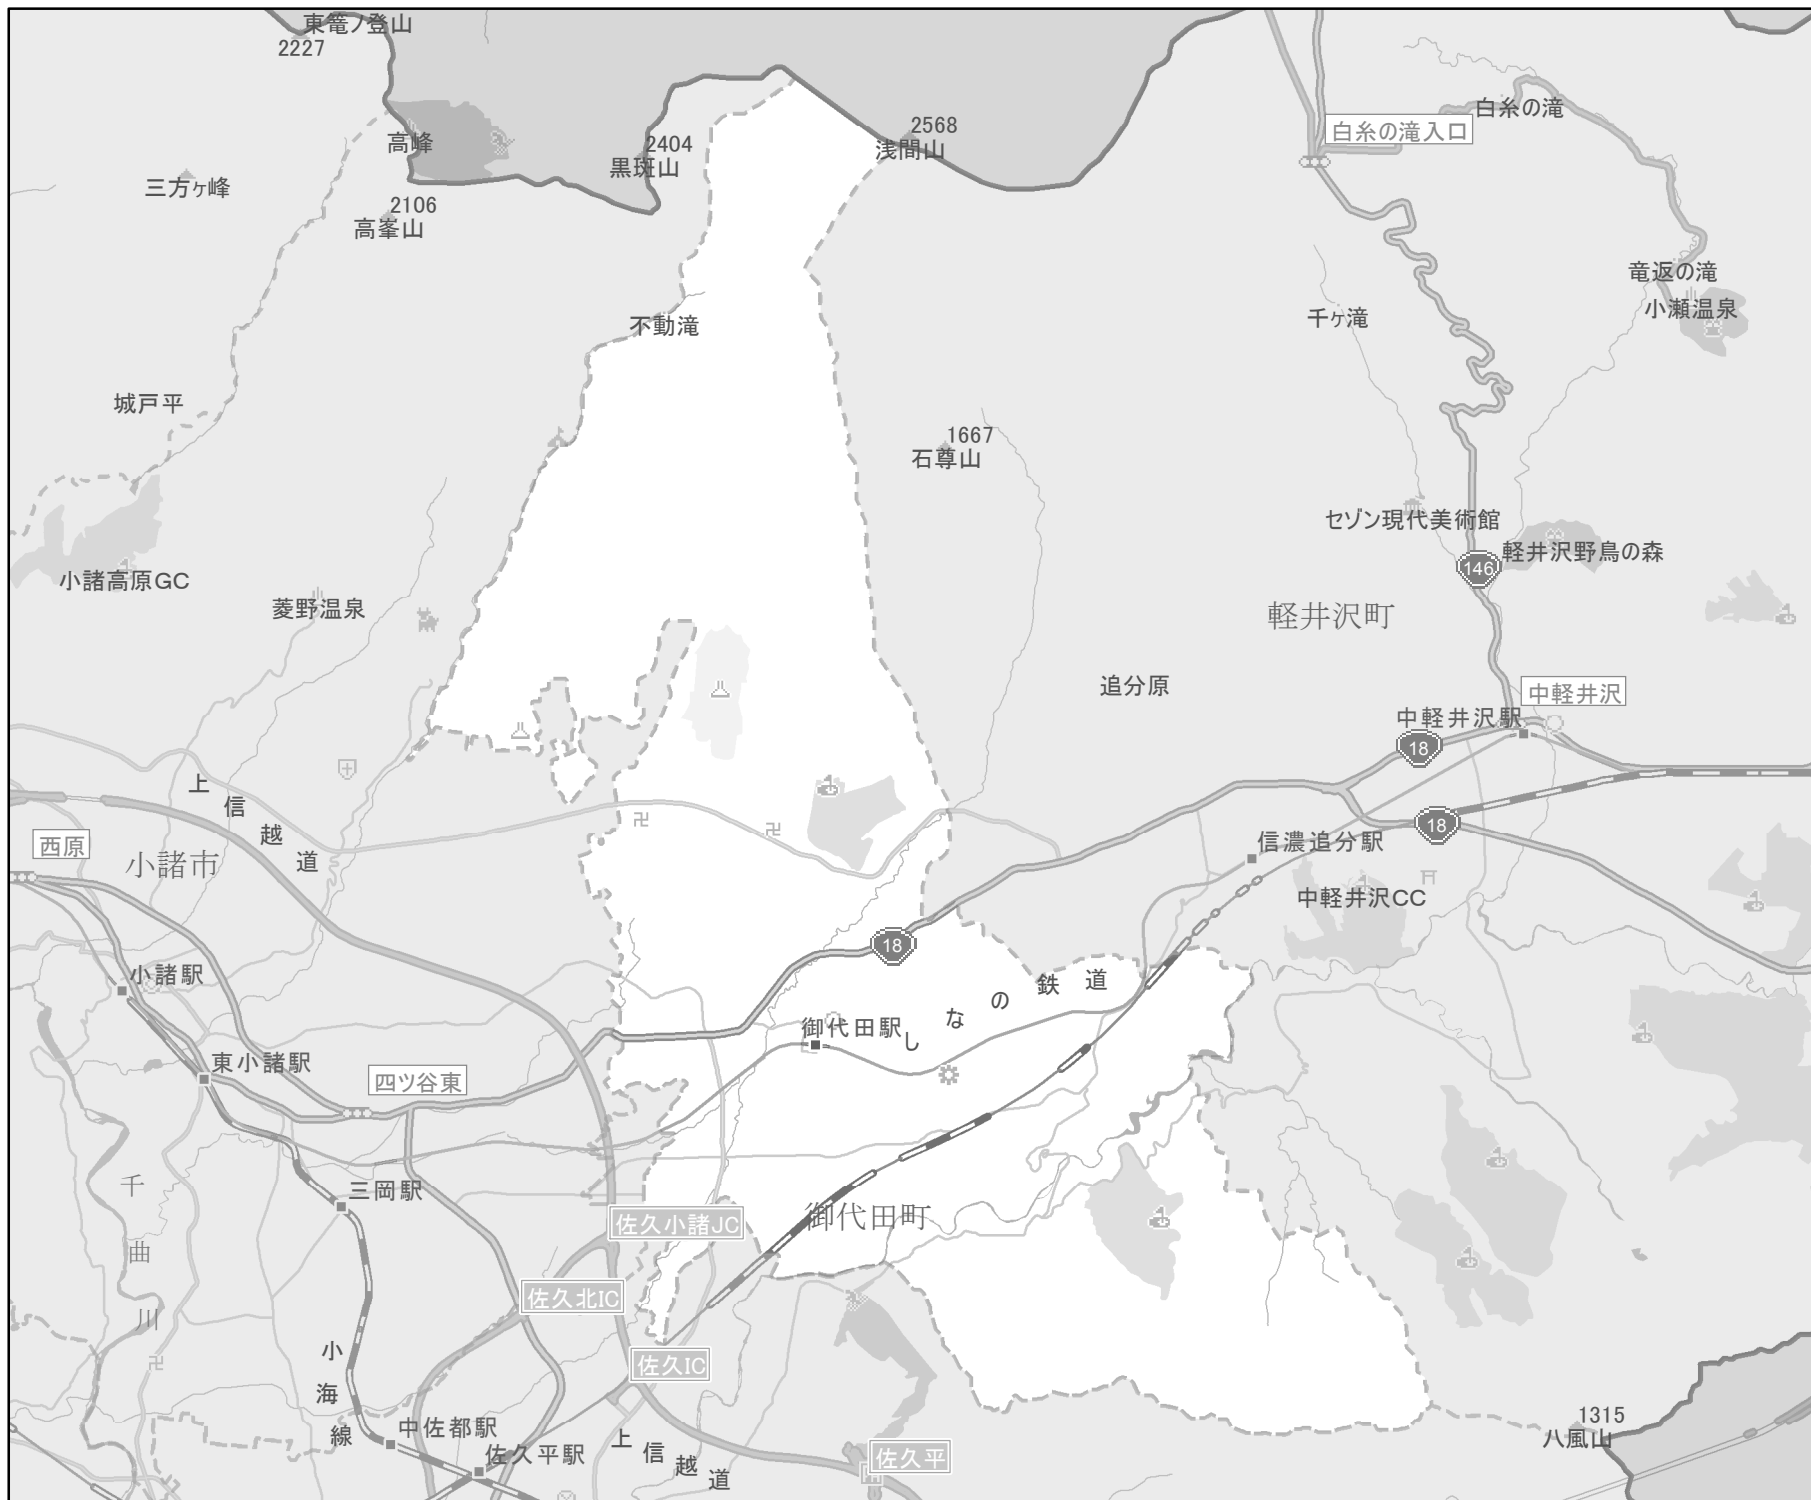 東篭ノ登山
2227
高峰
2404
黒斑山
2568
浅間山
白糸の滝入口
白糸の滝
三方ヶ峰
2106
高峯山
竜返の滝
小瀬温泉
不動滝
千ヶ滝
城戸平
1667
石尊山
セゾン現代美術館
軽井沢野鳥の森
146
小諸高原GC
菱野温泉
軽井沢町
追分原
中軽井沢
中軽井沢駅
18
上信越道
西原
小諸市
18
信濃追分駅
中軽井沢CC
18
小諸駅
しなの鉄道
御代田駅
東小諸駅
四ツ谷東
千曲川
三岡駅
佐久小諸JC
御代田町
佐久北IC
小海線
佐久IC
中佐都駅
佐久平駅
上信越道
佐久平
1315
八風山